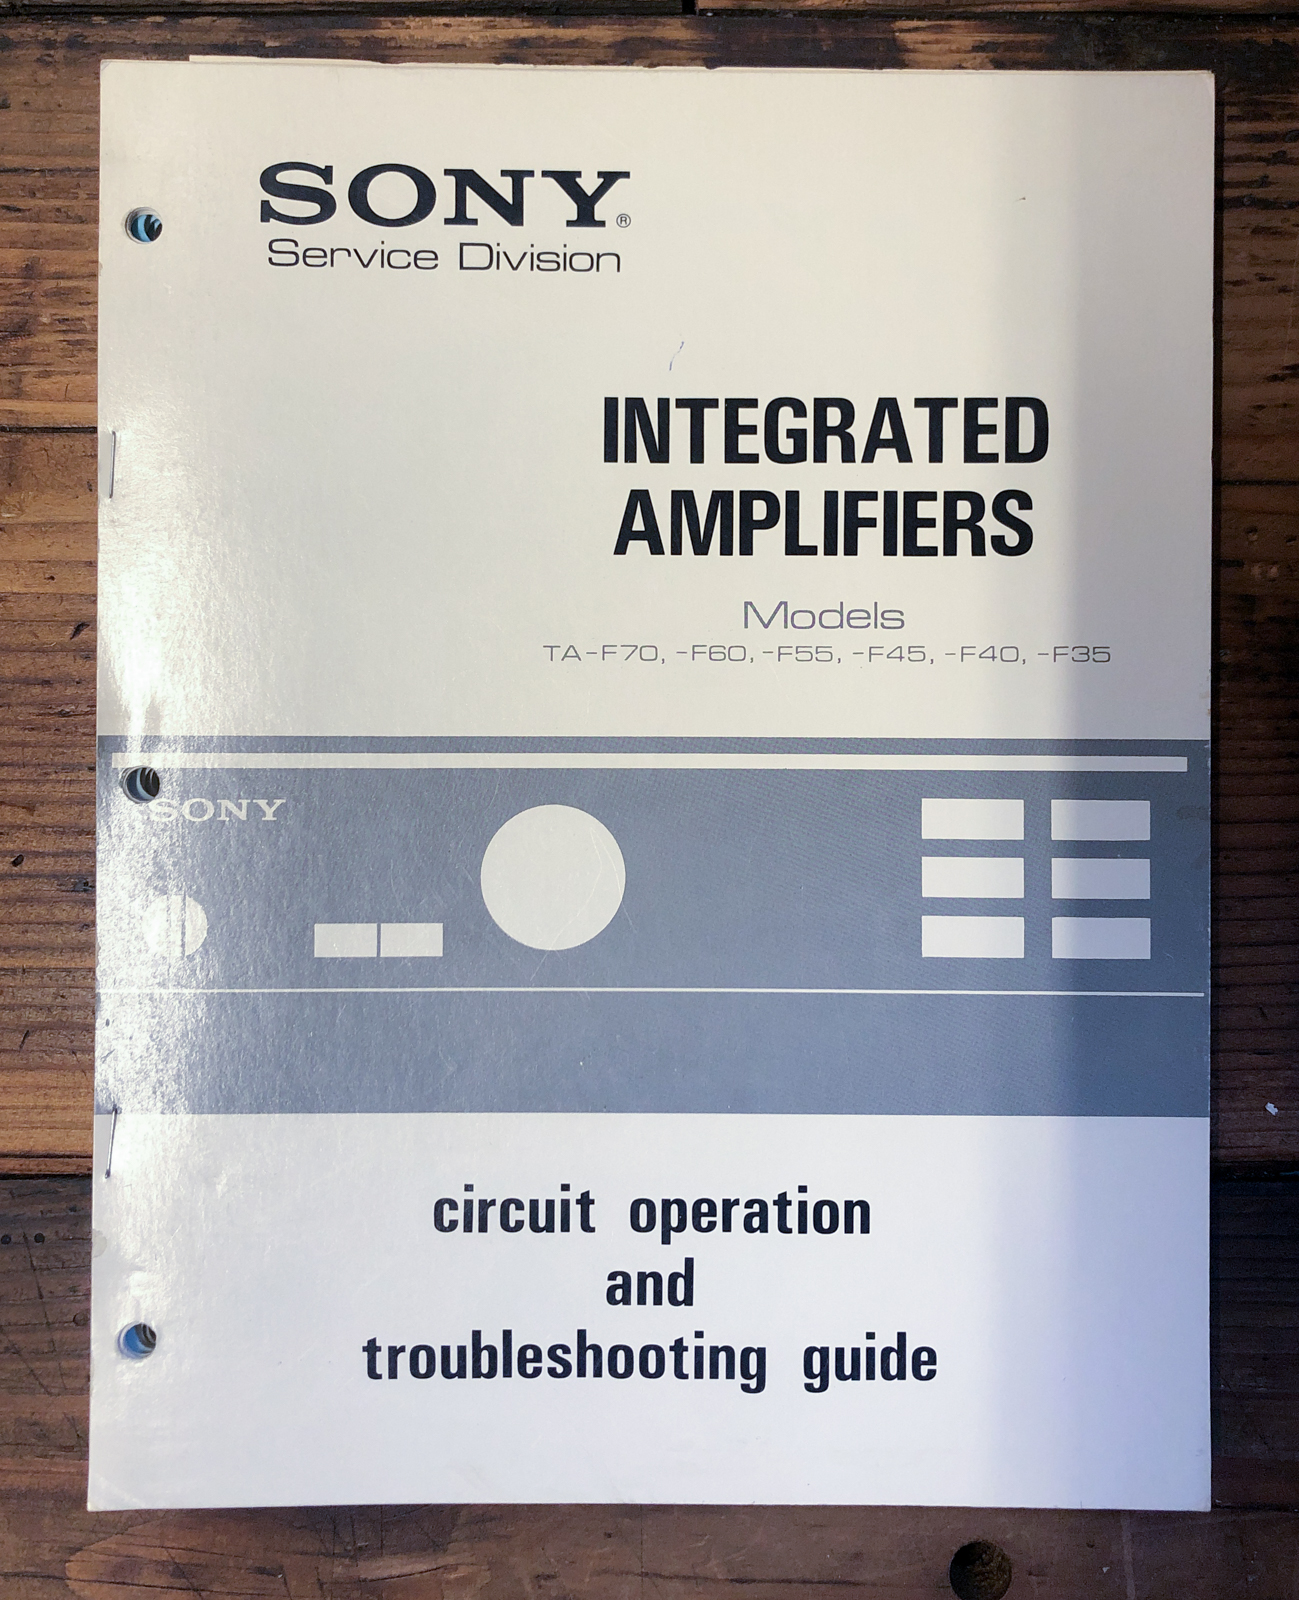 SONY®
Service Division
INTEGRATED
AMPLIFIERS
Models
TA-F70, -F60, -F55, -F45, -F40, -F35
SONY
circuit operation
and
troubleshooting guide